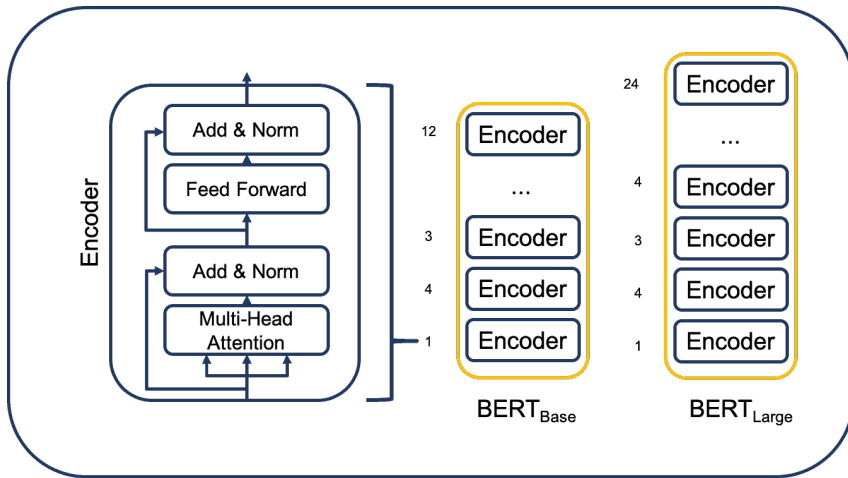 Encoder
Add & Norm
Feed Forward
Add & Norm
Multi-Head
Attention
12
Encoder
...
3
Encoder
4
Encoder
1
Encoder
BERTBase
24
Encoder
...
4
Encoder
3
Encoder
4
Encoder
1
Encoder
BERTLarge